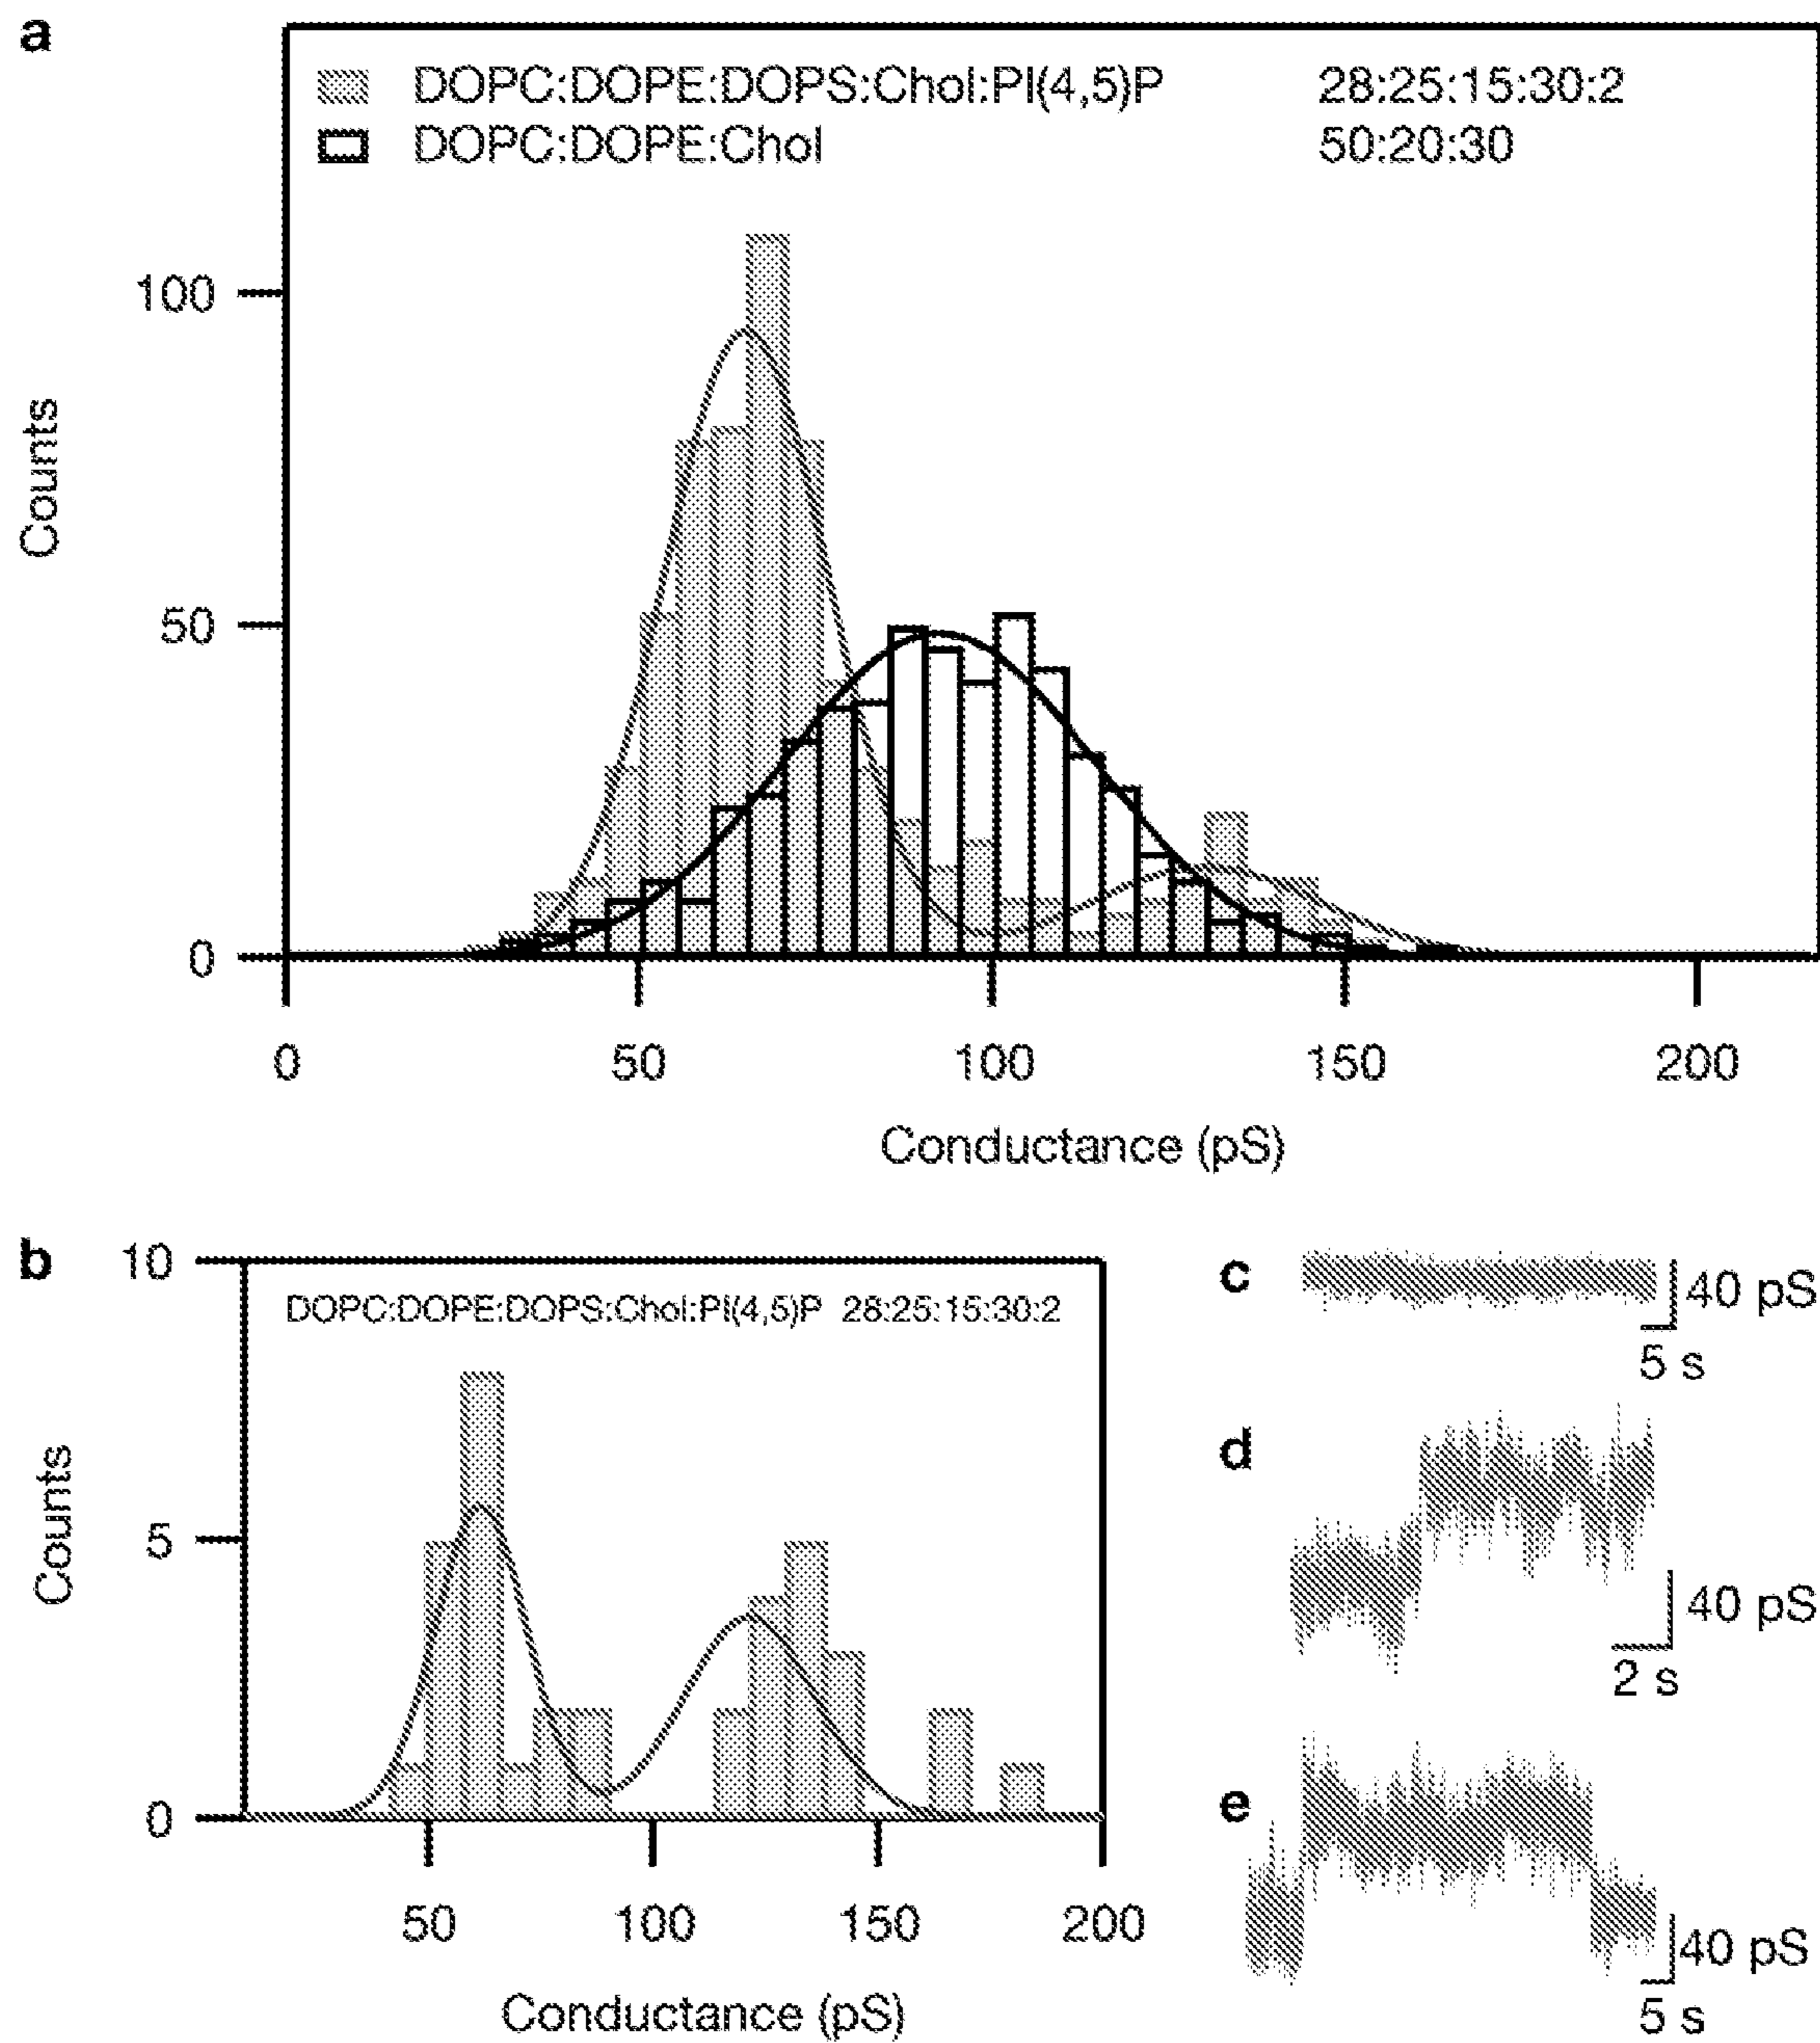 a
DOPC:DOPE:DOPS:Chol:PI(4,5)P 28:25:15:30:2
DOPC:DOPE:Chol 50:20:30
100
50
0
Counts
0 50 100 150 200
Conductance (pS)
b
10
5
0
DOPC:DOPE:DOPS:Chol:PI(4,5)P 28:25:15:30:2
Counts
50 100 150 200
Conductance (pS)
c
40 pS
5 s
d
40 pS
2 s
e
40 pS
5 s